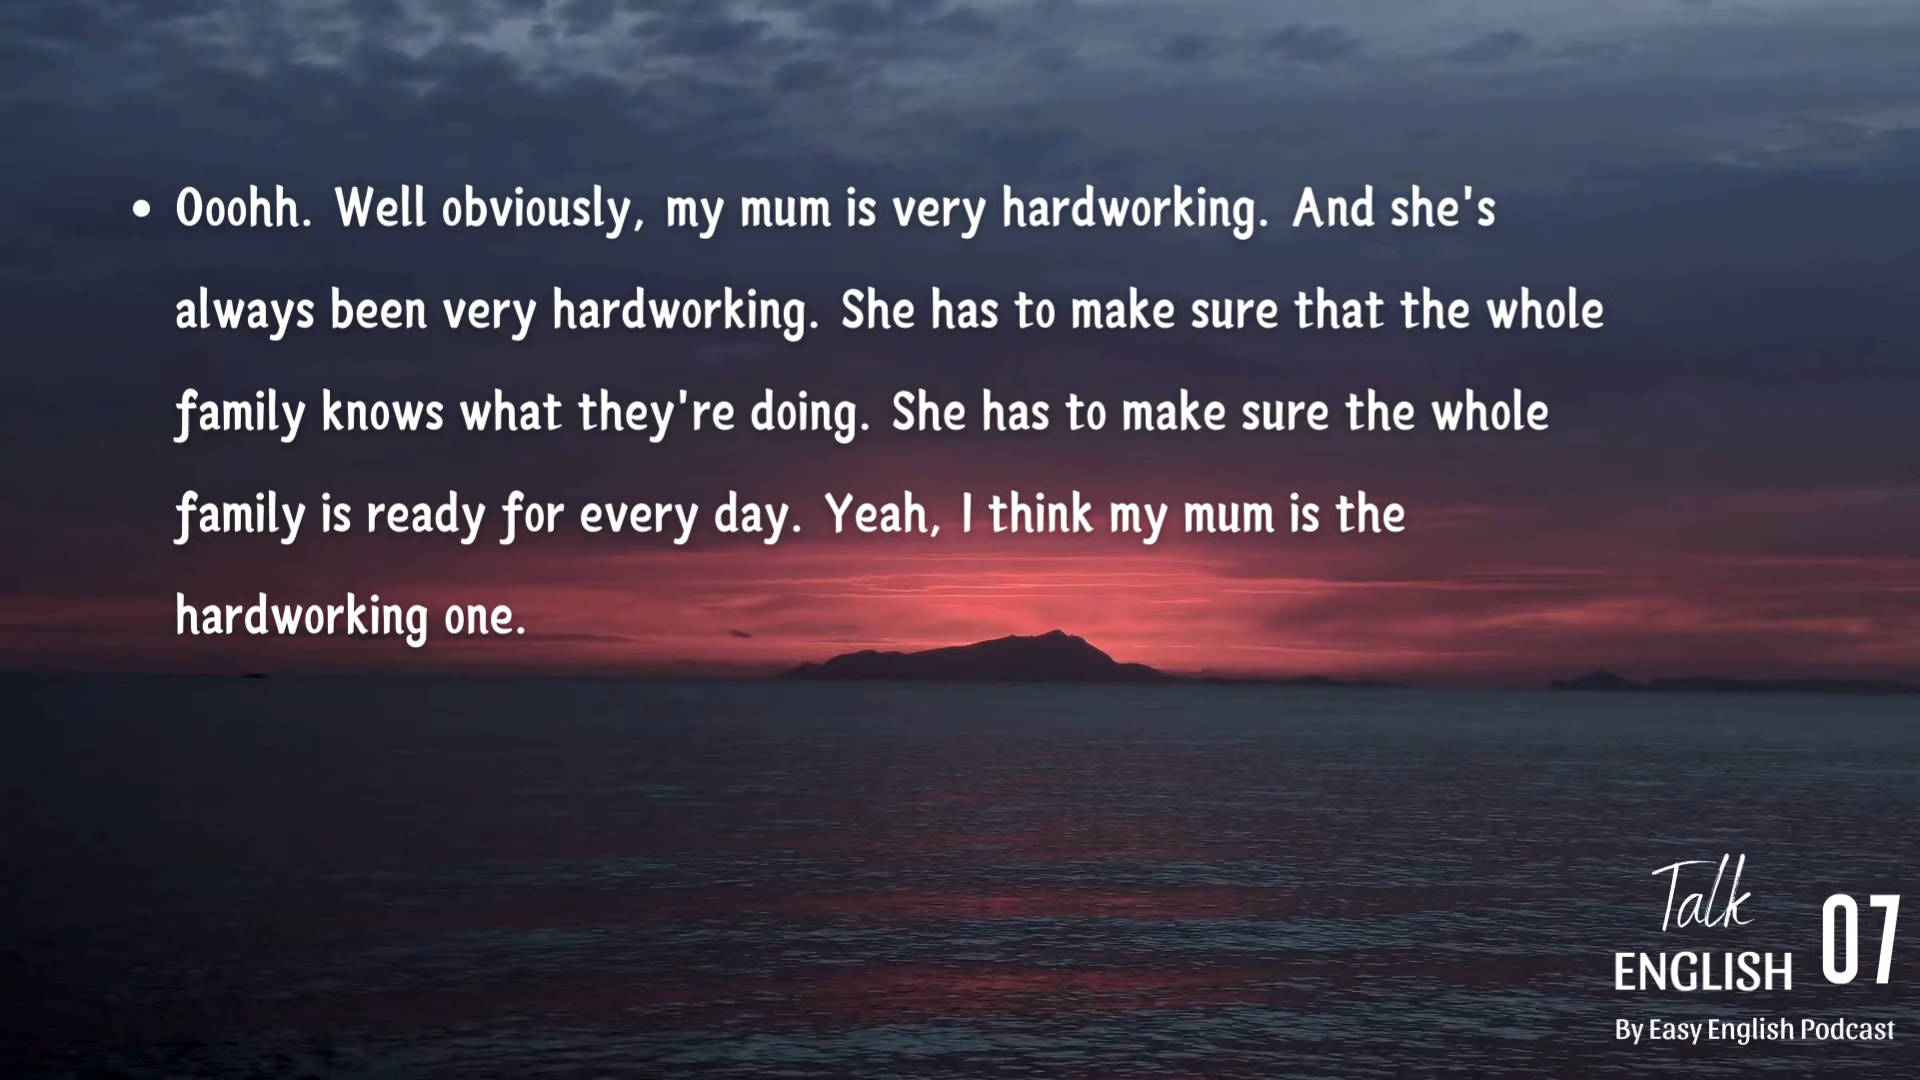 • Ooohh. Well obviously, my mum is very hardworking. And she's
always been very hardworking. She has to make sure that the whole
family knows what they're doing. She has to make sure the whole
family is ready for every day. Yeah, I think my mum is the
hardworking one.
Talk
ENGLISH 07
By Easy English Podcast